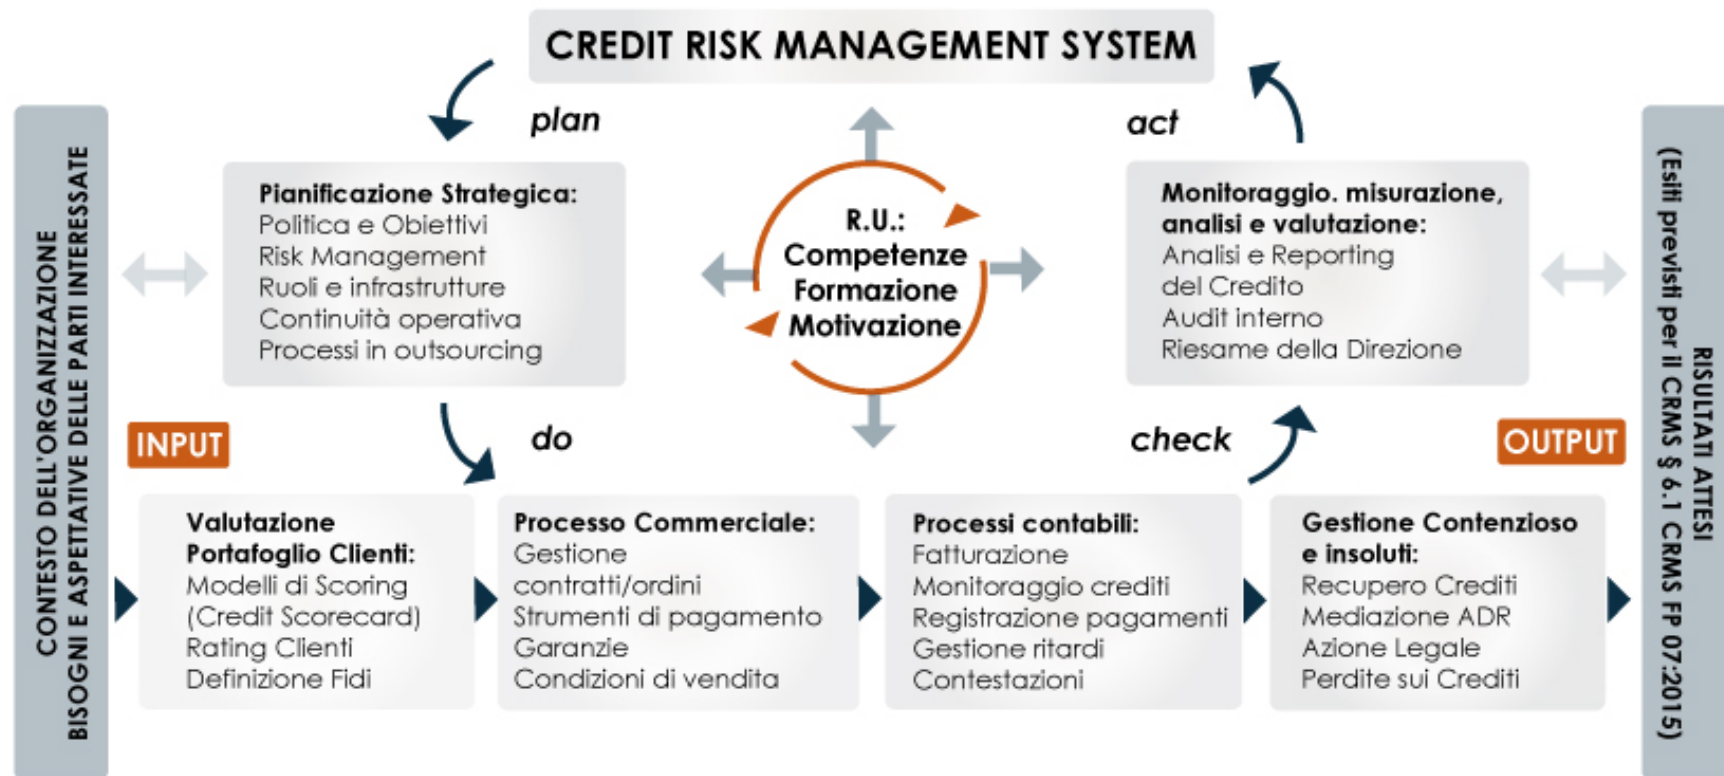 CREDIT RISK MANAGEMENT SYSTEM
plan
act
CONTESTO DELL'ORGANIZZAZIONE
BISOGNI E ASPETTATIVE DELLE PARTI INTERESSATE
Pianificazione Strategica:
Politica e Obiettivi
Risk Management
Ruoli e infrastrutture
Continuità operativa
Processi in outsourcing
R.U.:
Competenze
Formazione
Motivazione
Monitoraggio. misurazione,
analisi e valutazione:
Analisi e Reporting
del Credito
Audit interno
Riesame della Direzione
RISULTATI ATTESI
(Esiti previsti per il CRMS § 6.1 CRMS FP 07:2015)
INPUT
do
check
OUTPUT
Valutazione
Portafoglio Clienti:
Modelli di Scoring
(Credit Scorecard)
Rating Clienti
Definizione Fidi
Processo Commerciale:
Gestione
contratti/ordini
Strumenti di pagamento
Garanzie
Condizioni di vendita
Processi contabili:
Fatturazione
Monitoraggio crediti
Registrazione pagamenti
Gestione ritardi
Contestazioni
Gestione Contenzioso
e insoluti:
Recupero Crediti
Mediazione ADR
Azione Legale
Perdite sui Crediti